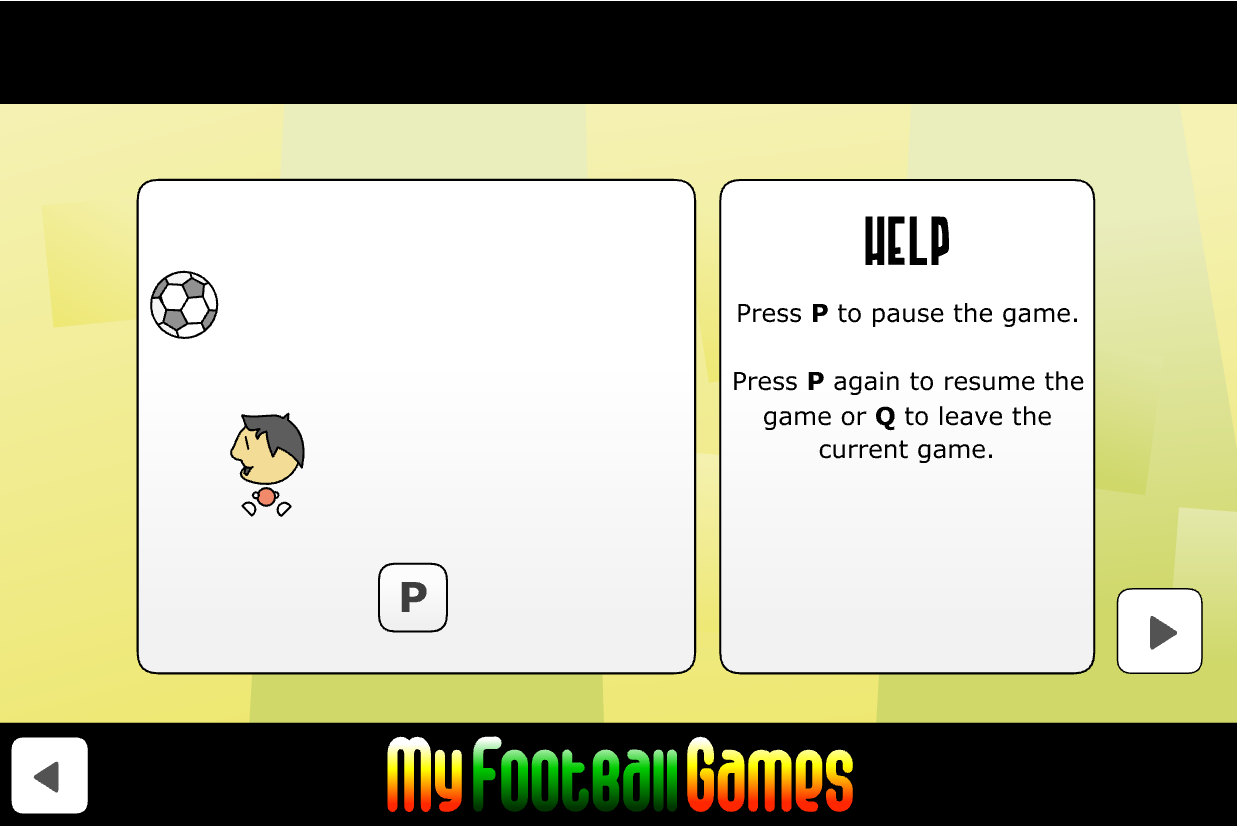 HELP
Press P to pause the game.
Press P again to resume the
game or Q to leave the
current game.
P
My Football Games